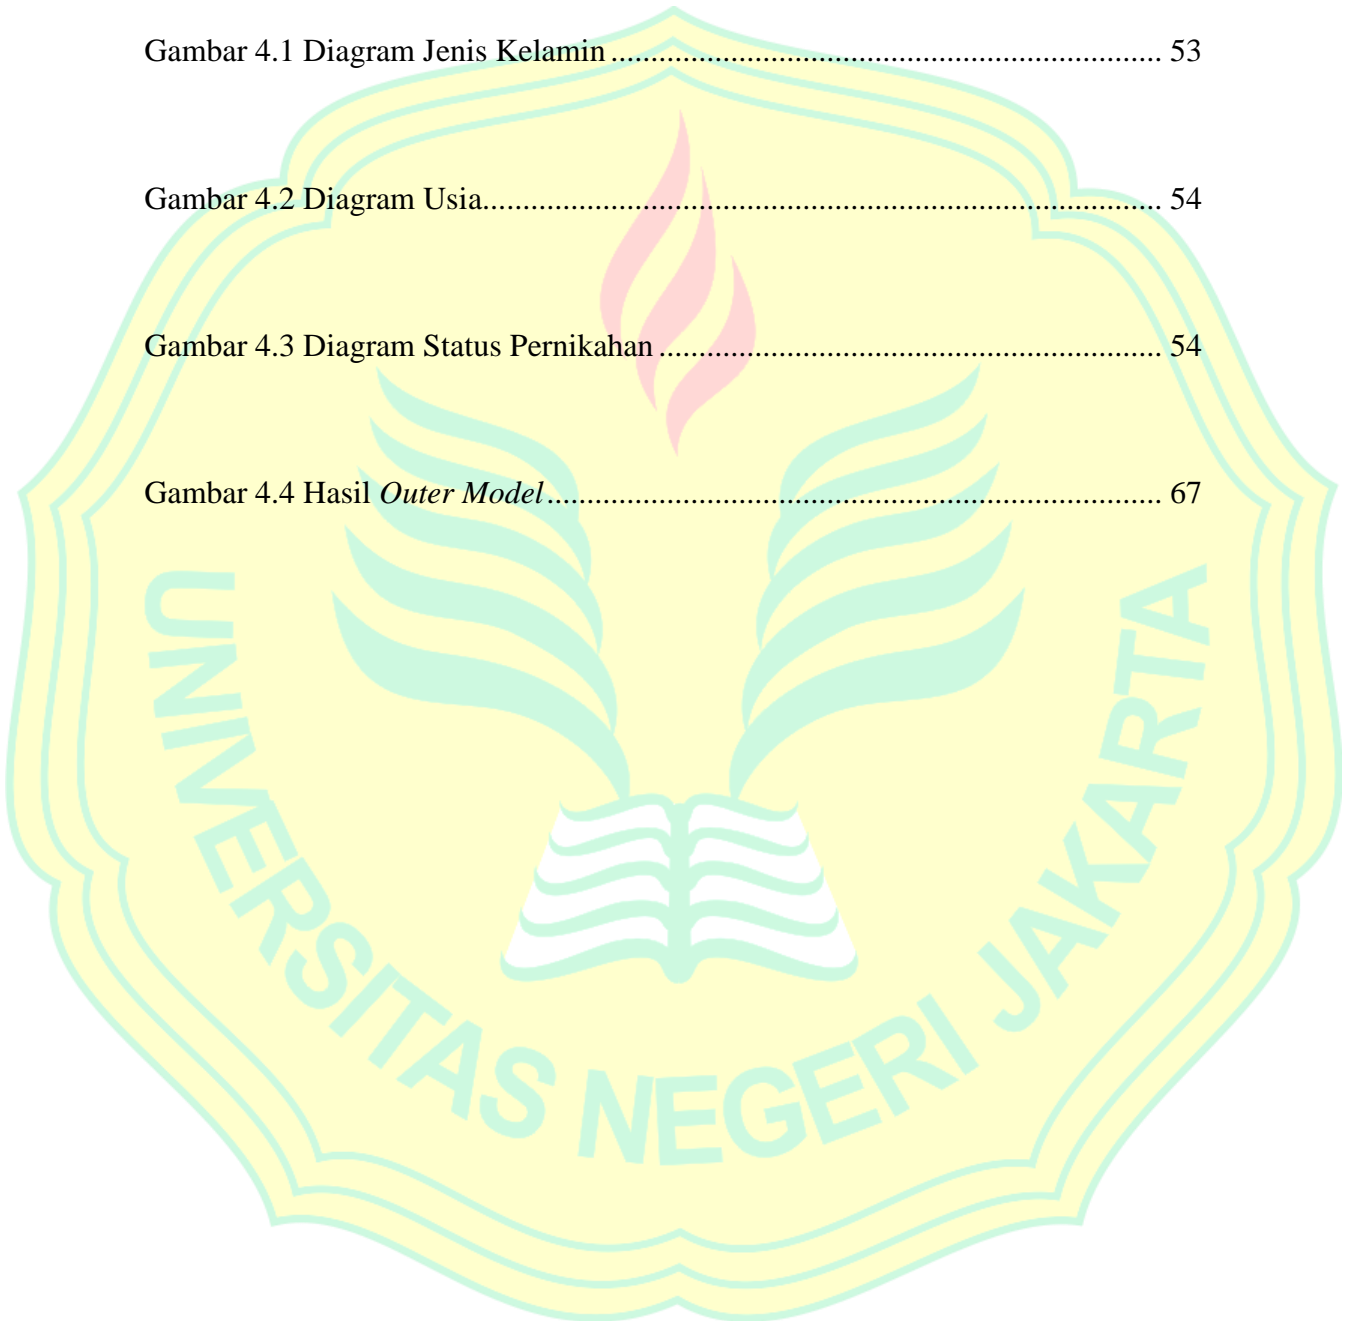 Gambar 4.1 Diagram Jenis Kelamin ..................................................................... 53
Gambar 4.2 Diagram Usia..................................................................................... 54
Gambar 4.3 Diagram Status Pernikahan ............................................................... 54
Gambar 4.4 Hasil Outer Model ............................................................................. 67
UNIVERSITAS NEGERI JAKARTA